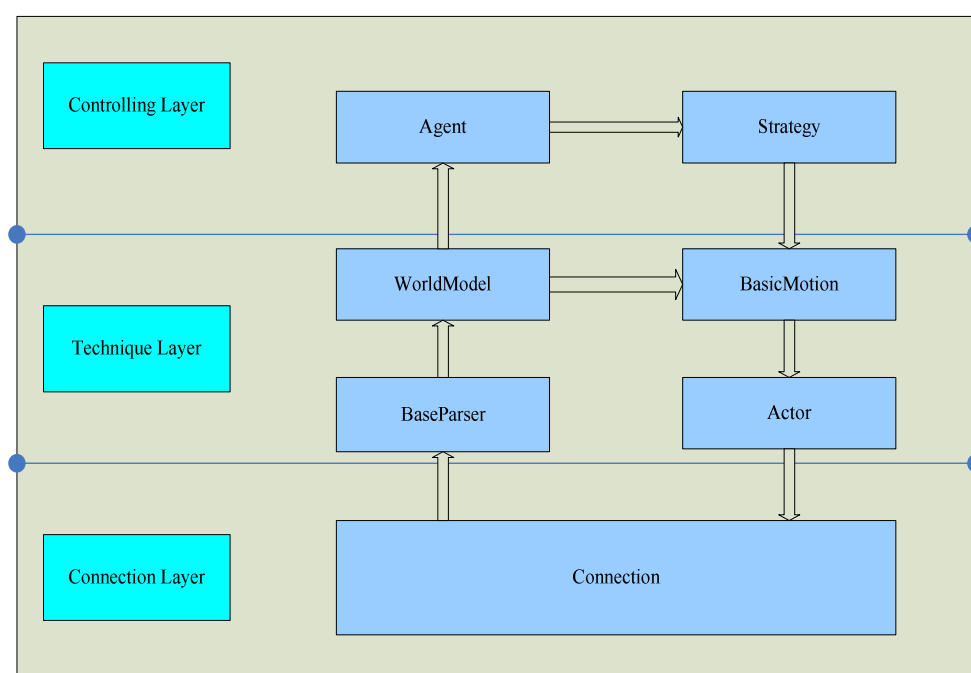 Controlling Layer
Agent
Strategy
WorldModel
BasicMotion
Technique Layer
BaseParser
Actor
Connection Layer
Connection